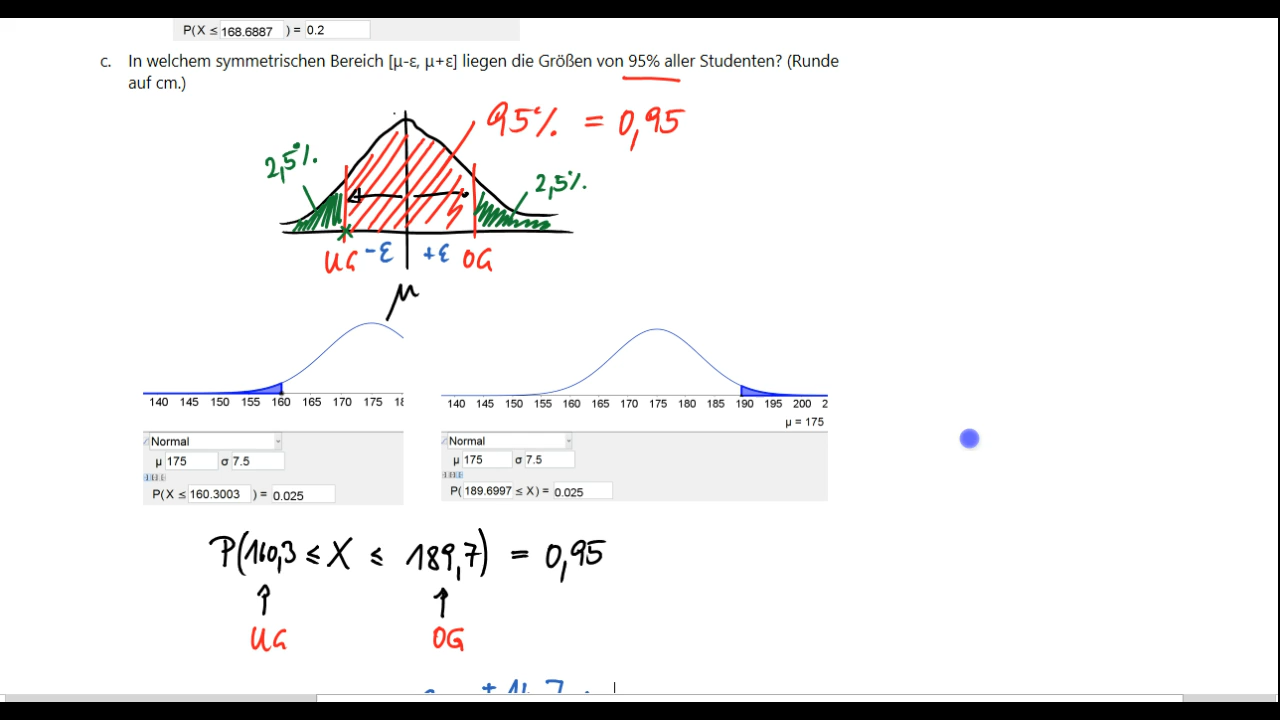 P(X ≤ 168.6887 ) = 0.2
c. In welchem symmetrischen Bereich [μ-ε, μ+ε] liegen die Größen von 95% aller Studenten? (Runde
auf cm.)
95% = 0,95
2,5%
2,5%
UG -ε +ε OG
μ
140 145 150 155 160 165 170 175 18
140 145 150 155 160 165 170 175 180 185 190 195 200 2
μ = 175
Normal
μ 175 σ 7.5
P(X ≤ 160.3003 ) = 0.025
Normal
μ 175 σ 7.5
P( 189.6997 ≤ X) = 0.025
P(160,3 ≤ X ≤ 189,7) = 0,95
↑ ↑
UG OG